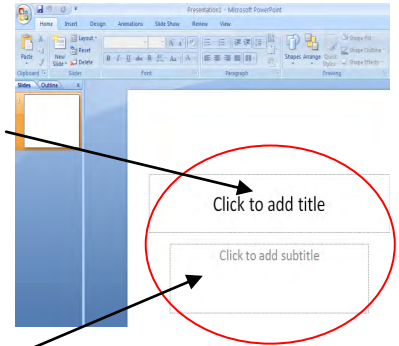 Presentation1 - Microsoft PowerPoint
Home Insert Design Animations Slide Show Review View
Paste
New Slide
Layout
Reset
Delete
Shapes Arrange Quick Styles
Shape Fill
Shape Outline
Shape Effects
Clipboard Slides Font Paragraph Drawing
Slides Outline x
1
Click to add title
Click to add subtitle